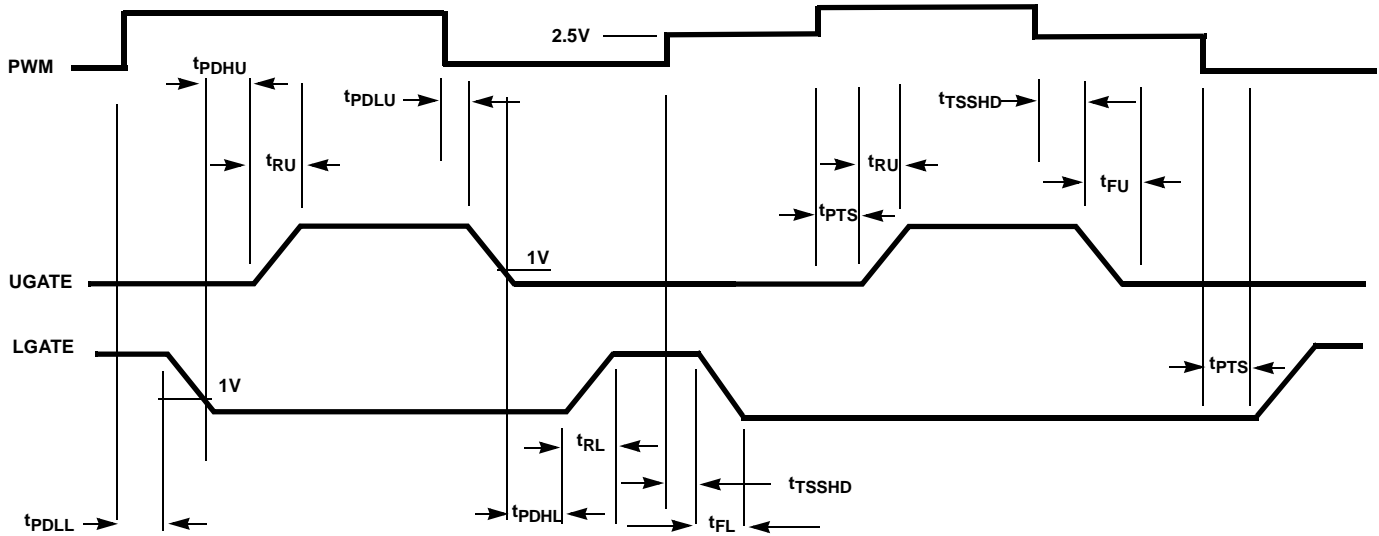 2.5V
PWM
tPDHU
tPDLU
tTSSHD
tRU
tRU
tFU
tPTS
1V
UGATE
LGATE
tPTS
1V
tRL
tTSSHD
tPDHL
tPDLL
tFL